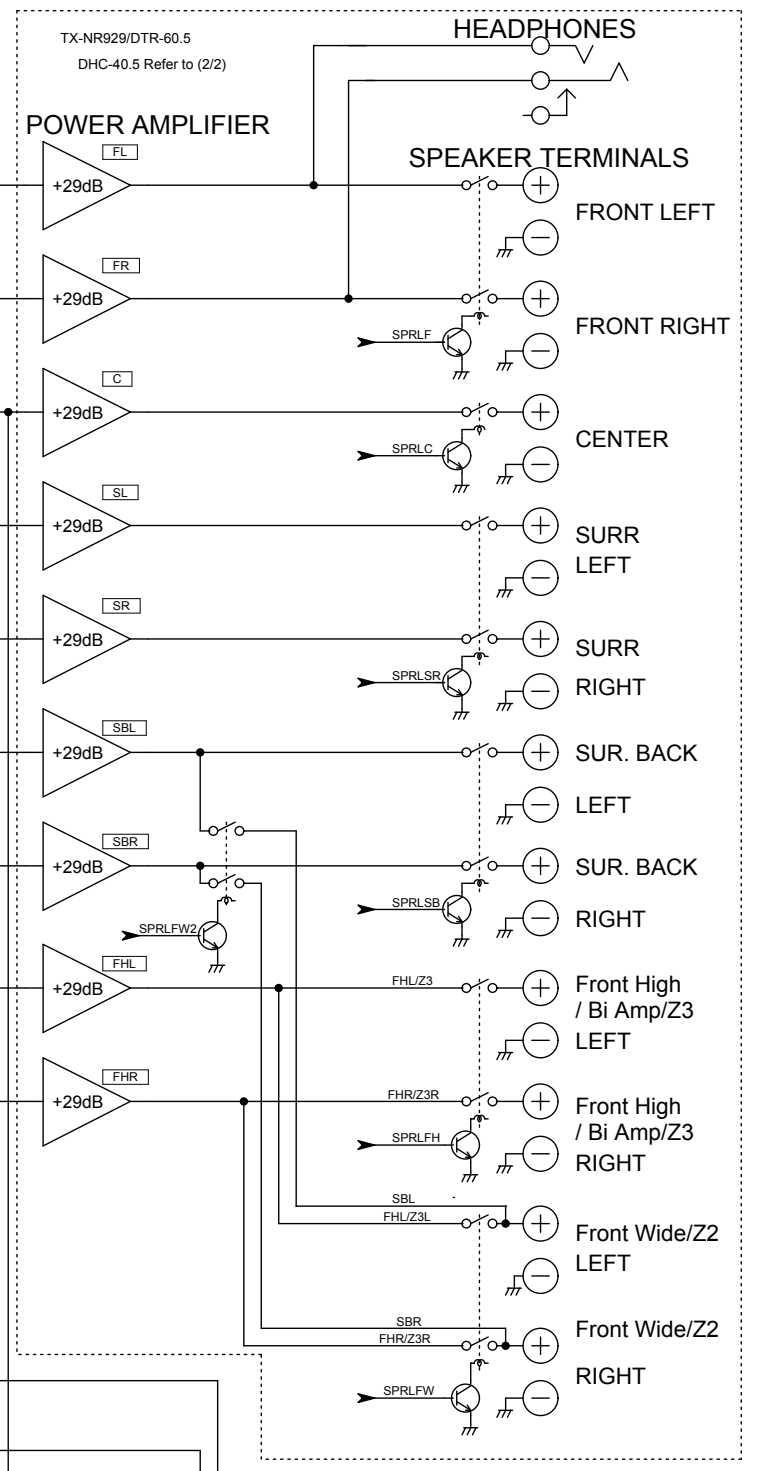 TX-NR929/DTR-60.5
DHC-40.5 Refer to (2/2)
HEADPHONES
POWER AMPLIFIER
SPEAKER TERMINALS
FL
+29dB
+
FRONT LEFT
−
FR
+29dB
+
FRONT RIGHT
SPRLF
−
C
+29dB
+
CENTER
SPRLC
−
SL
+29dB
+
SURR
LEFT
−
SR
+29dB
+
SURR
RIGHT
SPRLSR
−
SBL
+29dB
+
SUR. BACK
LEFT
−
SBR
+29dB
+
SUR. BACK
RIGHT
SPRLSB
−
SPRLFW2
FHL
+29dB
FHL/Z3
+
Front High
/ Bi Amp/Z3
LEFT
−
FHR
+29dB
FHR/Z3R
+
Front High
/ Bi Amp/Z3
RIGHT
SPRLFH
−
SBL
FHL/Z3L
+
Front Wide/Z2
LEFT
−
SBR
FHR/Z3R
+
Front Wide/Z2
RIGHT
SPRLFW
−